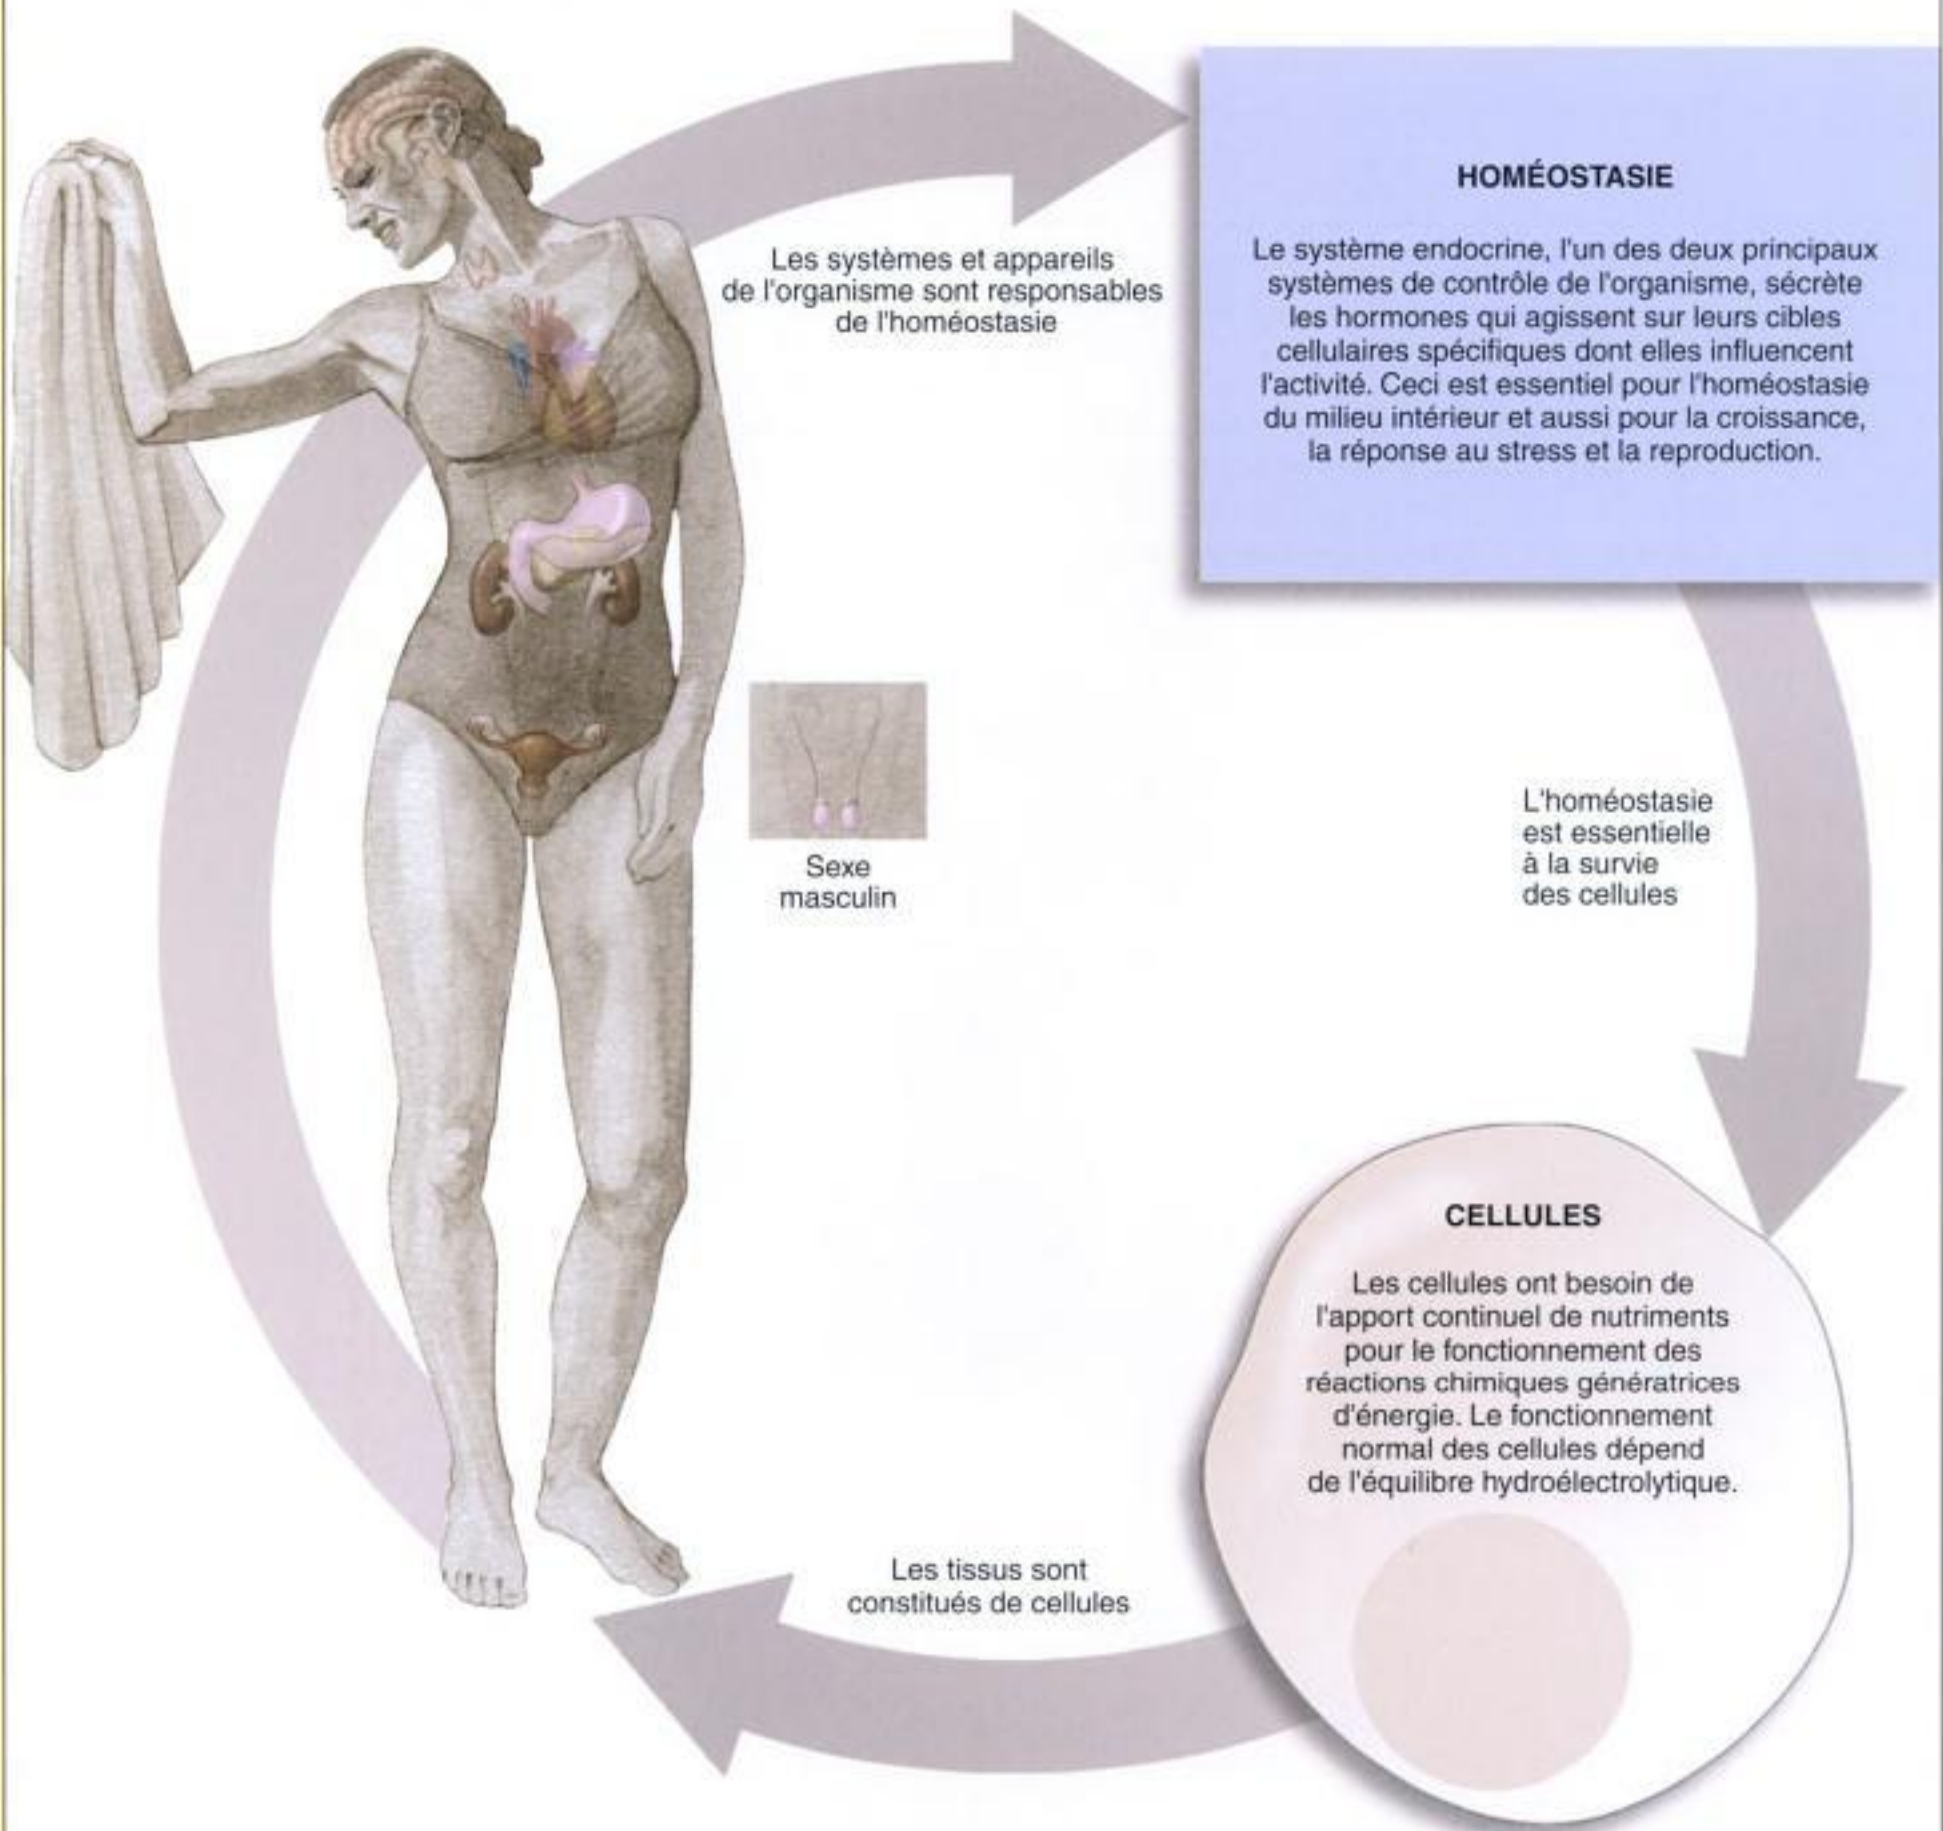 Les systèmes et appareils
de l'organisme sont responsables
de l'homéostasie
HOMÉOSTASIE
Le système endocrine, l'un des deux principaux
systèmes de contrôle de l'organisme, sécrète
les hormones qui agissent sur leurs cibles
cellulaires spécifiques dont elles influencent
l'activité. Ceci est essentiel pour l'homéostasie
du milieu intérieur et aussi pour la croissance,
la réponse au stress et la reproduction.
Sexe
masculin
L'homéostasie
est essentielle
à la survie
des cellules
CELLULES
Les cellules ont besoin de
l'apport continuel de nutriments
pour le fonctionnement des
réactions chimiques génératrices
d'énergie. Le fonctionnement
normal des cellules dépend
de l'équilibre hydroélectrolytique.
Les tissus sont
constitués de cellules